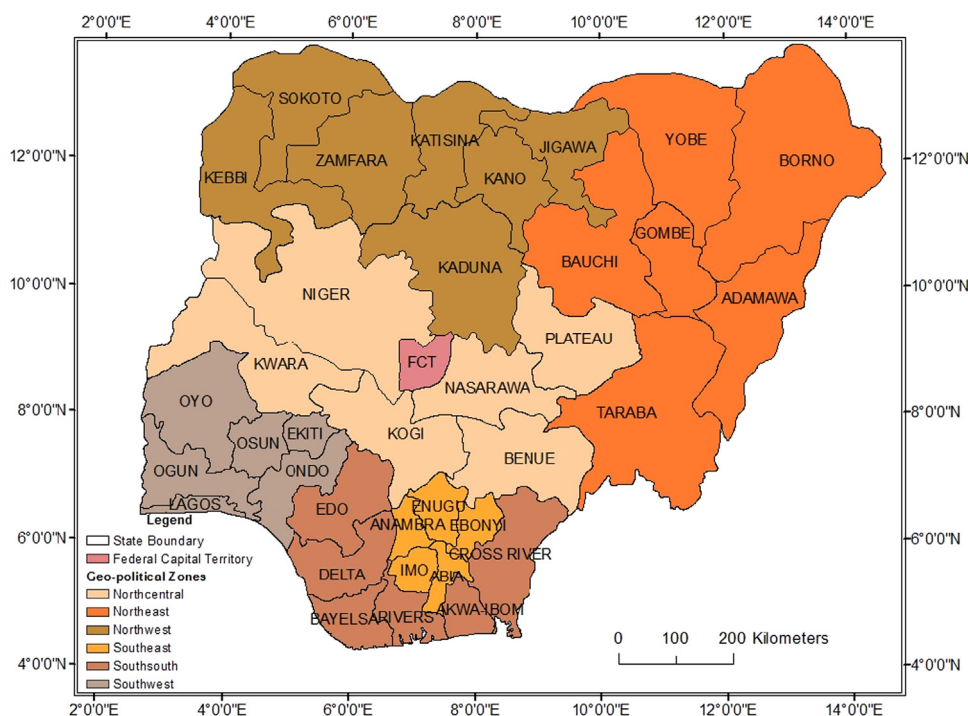 2°0'0"E 4°0'0"E 6°0'0"E 8°0'0"E 10°0'0"E 12°0'0"E 14°0'0"E
SOKOTO
KATISINA
JIGAWA
YOBE
BORNO
12°0'0"N
ZAMFARA
12°0'0"N
KEBBI
KANO
GOMBE
BAUCHI
KADUNA
10°0'0"N
NIGER
ADAMAWA
10°0'0"N
PLATEAU
FCT
KWARA
NASARAWA
OYO
TARABA
8°0'0"N
8°0'0"N
KOGI
EKITI
OSUN
BENUE
OGUN
ONDO
LAGOS
EDO
ENUGU
ANAMBRA
EBONYI
6°0'0"N
6°0'0"N
CROSS RIVER
IMO
DELTA
ABIA
AKWA-IBOM
BAYELSA
RIVERS
Legend
State Boundary
Federal Capital Territory
Geo-political Zones
Northcentral
Northeast
Northwest
Southeast
Southsouth
Southwest
0 100 200 Kilometers
4°0'0"N
4°0'0"N
2°0'0"E 4°0'0"E 6°0'0"E 8°0'0"E 10°0'0"E 12°0'0"E 14°0'0"E